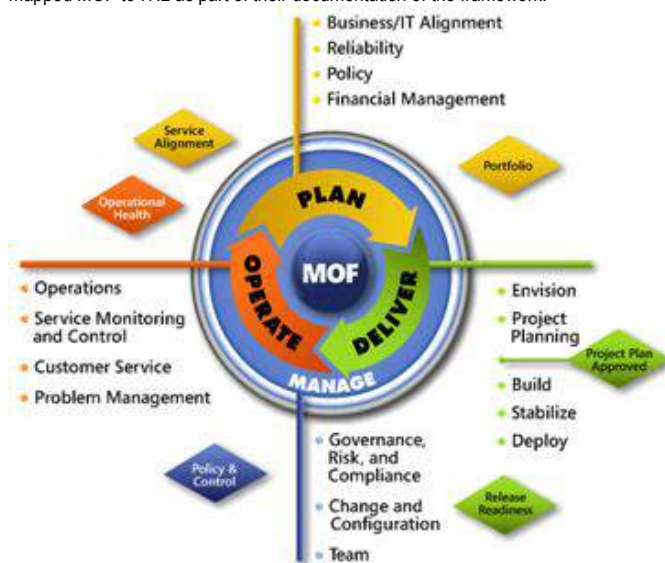 mapped MOF to ITIL as part of their documentation of the framework.
Business/IT Alignment
Reliability
Policy
Financial Management
Service
Alignment
Portfolio
Operational
Health
PLAN
MOF
OPERATE
DELIVER
MANAGE
Operations
Service Monitoring
and Control
Customer Service
Problem Management
Envision
Project
Planning
Project Plan
Approved
Build
Stabilize
Deploy
Policy &
Control
Governance,
Risk, and
Compliance
Change and
Configuration
Team
Release
Readiness